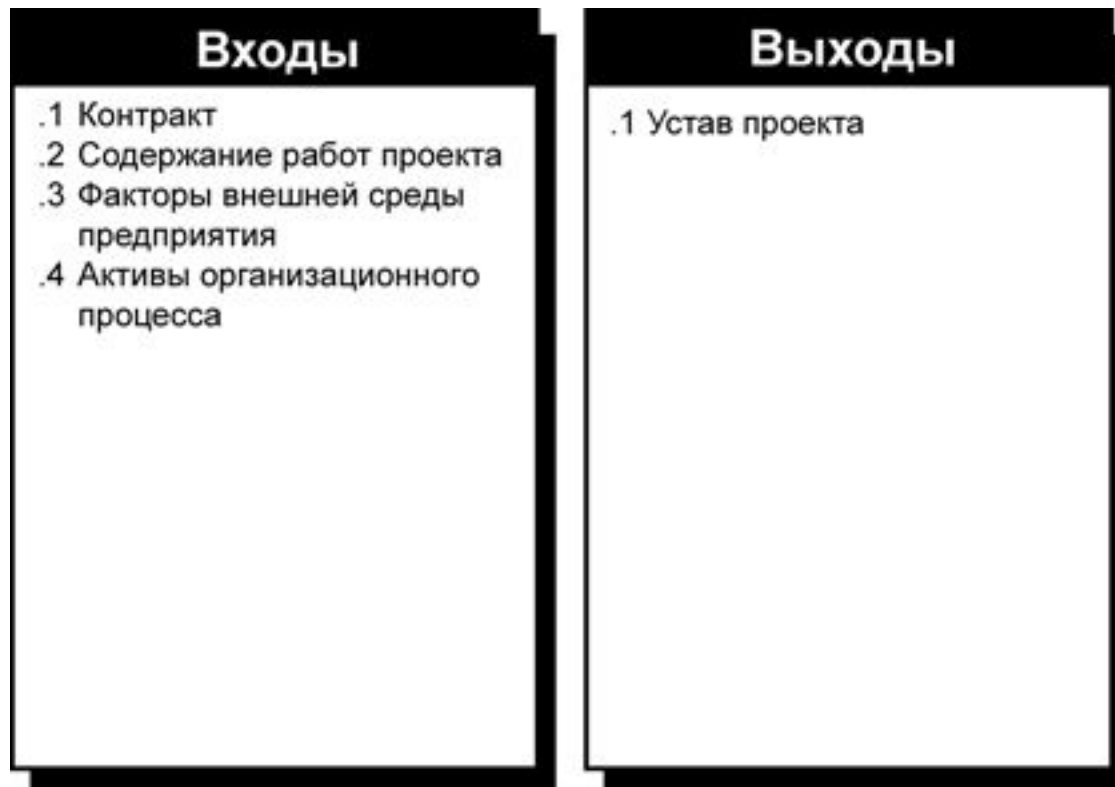 Входы
.1 Контракт
.2 Содержание работ проекта
.3 Факторы внешней среды
предприятия
.4 Активы организационного
процесса
Выходы
.1 Устав проекта